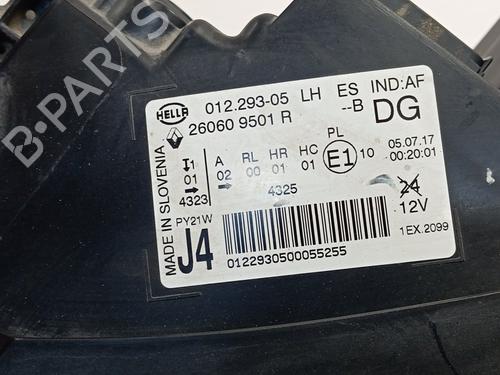 HELLA
012.293-05 LH ES IND:AF
26060 9501 R --B DG
MADE IN SLOVENIA
1 A RL HR HC PL
01 02 00 01 01 E1 10
05.07.17
00:20:01
4323 4325
24
12V
PY21W
J4
1EX.2099
0122930500055255
B-PARTS